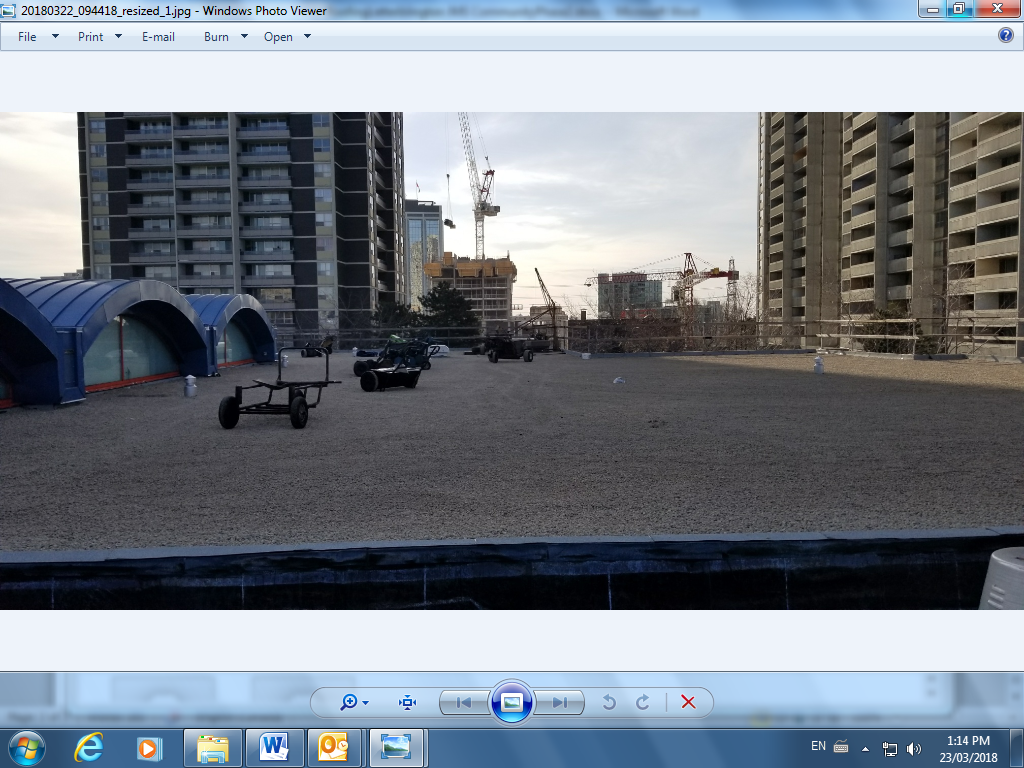 20180322_094418_resized_1.jpg - Windows Photo Viewer
File Print E-mail Burn Open
EN
1:14 PM
23/03/2018